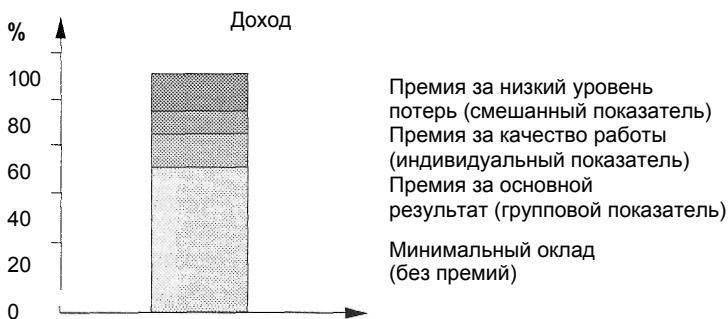 Доход
%
100
80
60
40
20
0
Премия за низкий уровень
потерь (смешанный показатель)
Премия за качество работы
(индивидуальный показатель)
Премия за основной
результат (групповой показатель)
Минимальный оклад
(без премий)